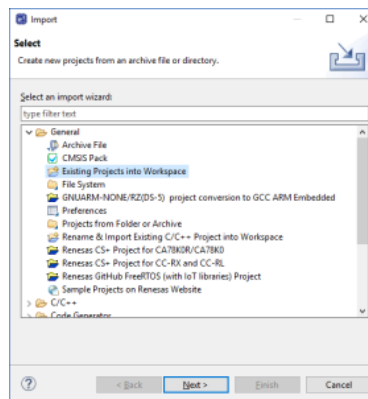 Import
Select
Create new projects from an archive file or directory.
Select an import wizard:
type filter text
General
Archive File
CMSIS Pack
Existing Projects into Workspace
File System
GNUARM-NONE/RZ(DS-5) project conversion to GCC ARM Embedded
Preferences
Projects from Folder or Archive
Rename & Import Existing C/C++ Project into Workspace
Renesas CS+ Project for CA78K0R/CA78K0
Renesas CS+ Project for CC-RX and CC-RL
Renesas GitHub FreeRTOS (with IoT libraries) Project
Sample Projects on Renesas Website
C/C++
Code Generator
? < Back Next > Finish Cancel